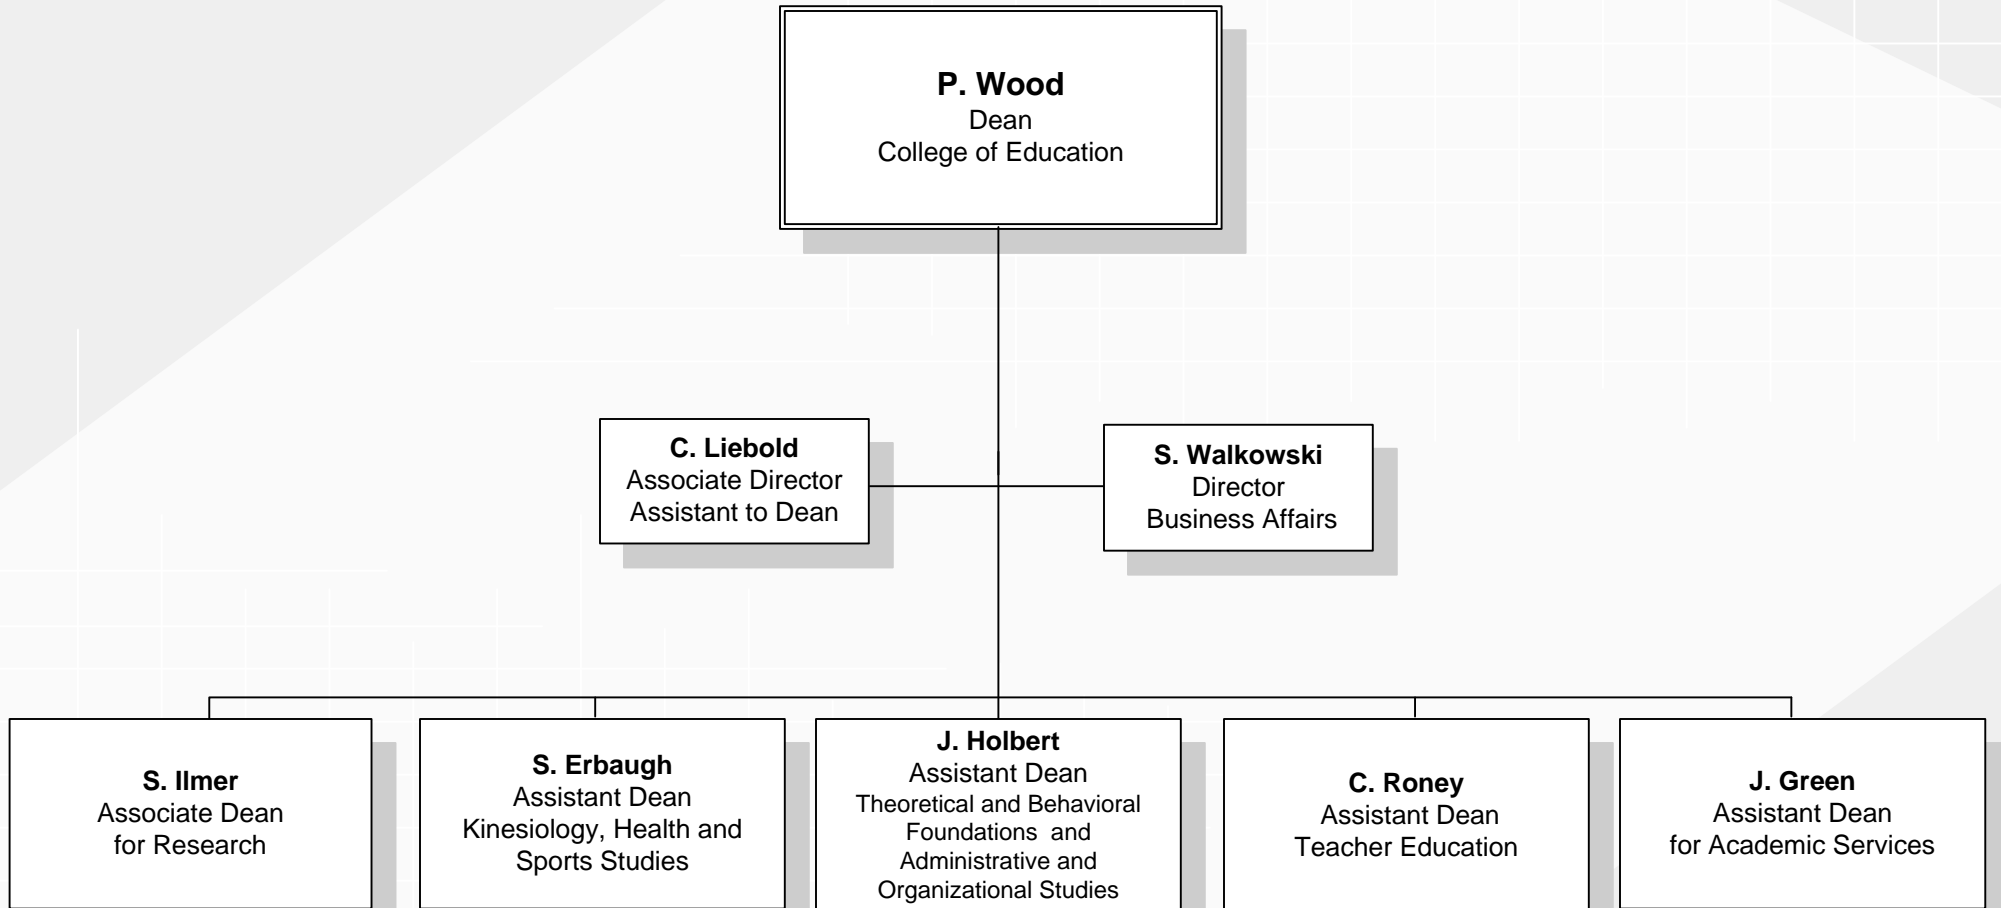 P. Wood
Dean
College of Education
C. Liebold
Associate Director
Assistant to Dean
S. Walkowski
Director
Business Affairs
S. Ilmer
Associate Dean
for Research
S. Erbaugh
Assistant Dean
Kinesiology, Health and
Sports Studies
J. Holbert
Assistant Dean
Theoretical and Behavioral
Foundations and
Administrative and
Organizational Studies
C. Roney
Assistant Dean
Teacher Education
J. Green
Assistant Dean
for Academic Services